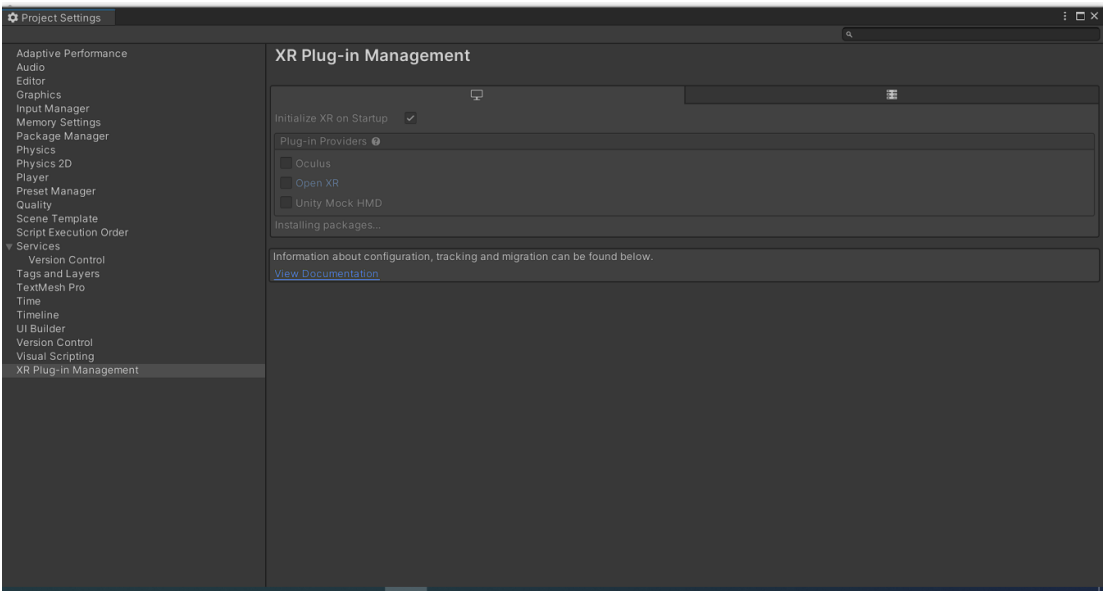 Project Settings
Adaptive Performance
Audio
Editor
Graphics
Input Manager
Memory Settings
Package Manager
Physics
Physics 2D
Player
Preset Manager
Quality
Scene Template
Script Execution Order
Services
Version Control
Tags and Layers
TextMesh Pro
Time
Timeline
UI Builder
Version Control
Visual Scripting
XR Plug-in Management
XR Plug-in Management
Initialize XR on Startup
Plug-in Providers
Oculus
Open XR
Unity Mock HMD
Installing packages...
Information about configuration, tracking and migration can be found below.
View Documentation